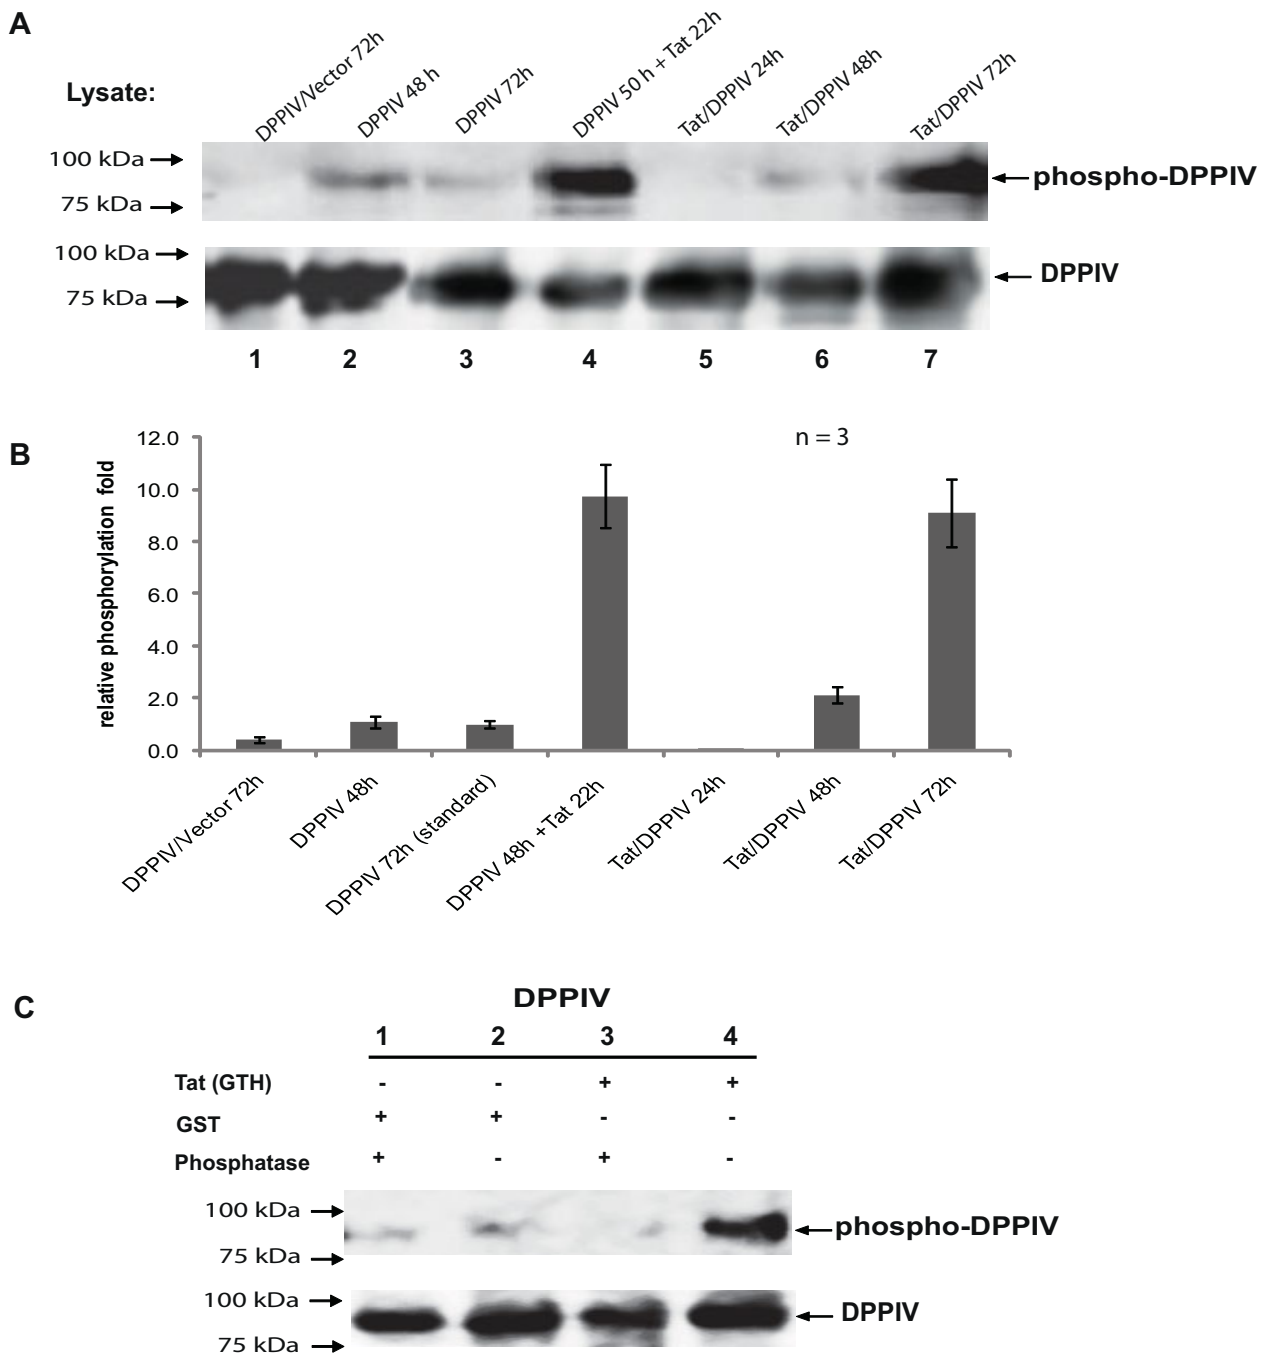 A
Lysate:
DPPIV/Vector 72h
DPPIV 48 h
DPPIV 72h
DPPIV 50 h + Tat 22h
Tat/DPPIV 24h
Tat/DPPIV 48h
Tat/DPPIV 72h
100 kDa
75 kDa
phospho-DPPIV
100 kDa
75 kDa
DPPIV
1 2 3 4 5 6 7
B
n = 3
relative phosphorylation fold
12.0
10.0
8.0
6.0
4.0
2.0
0.0
DPPIV/Vector 72h
DPPIV 48h
DPPIV 72h (standard)
DPPIV 48h +Tat 22h
Tat/DPPIV 24h
Tat/DPPIV 48h
Tat/DPPIV 72h
C
DPPIV
1 2 3 4
Tat (GTH) - - + +
GST + + - -
Phosphatase + - + -
100 kDa
75 kDa
phospho-DPPIV
100 kDa
75 kDa
DPPIV